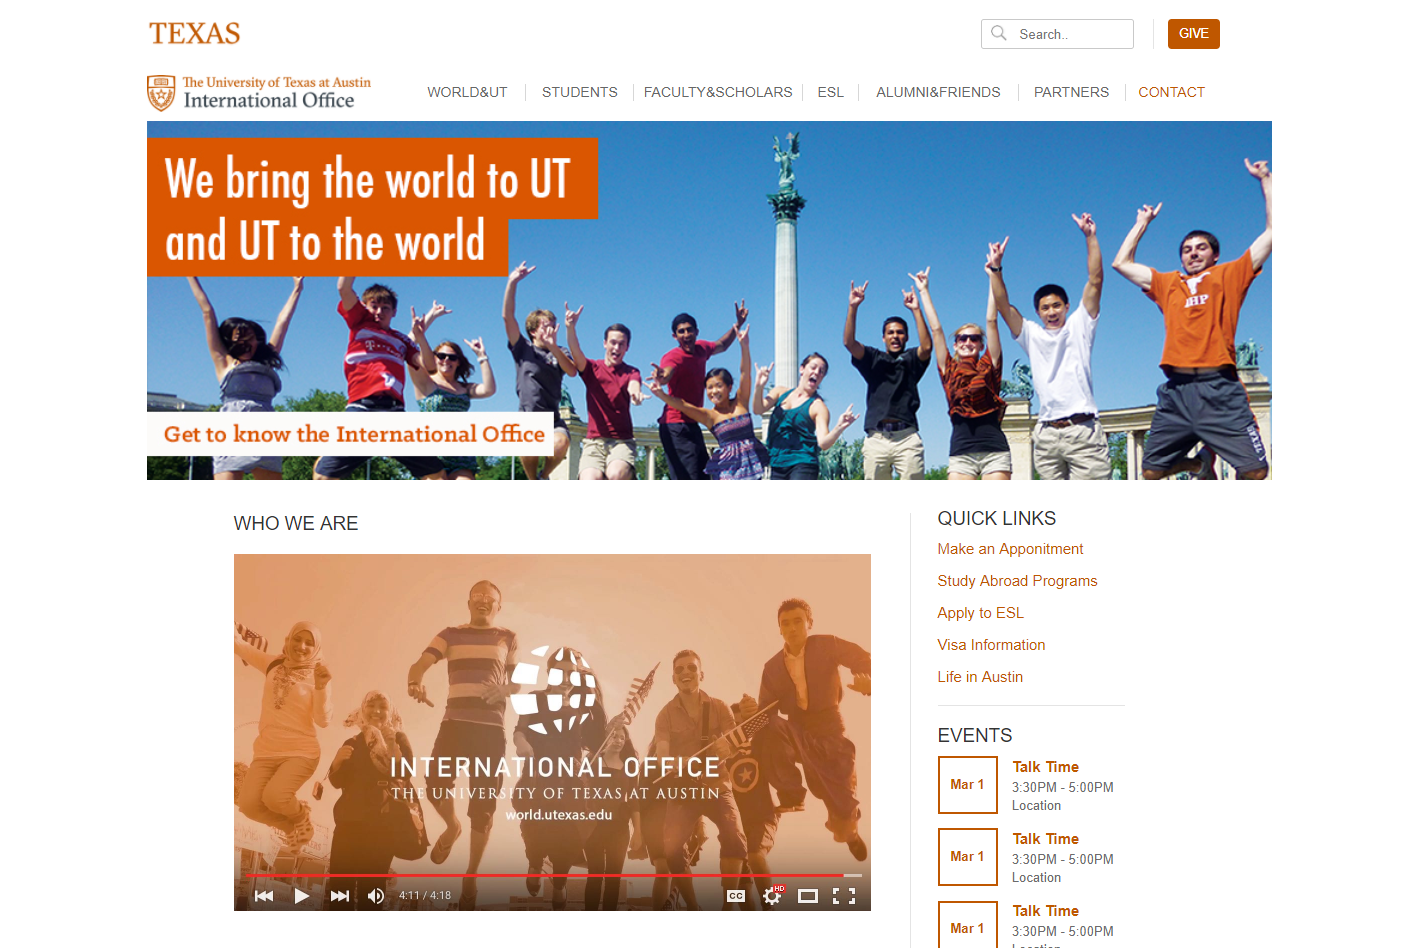 TEXAS
Search..
GIVE
The University of Texas at Austin
International Office
WORLD&UT
STUDENTS
FACULTY&SCHOLARS
ESL
ALUMNI&FRIENDS
PARTNERS
CONTACT
We bring the world to UT
and UT to the world
Get to know the International Office
WHO WE ARE
INTERNATIONAL OFFICE
THE UNIVERSITY OF TEXAS AT AUSTIN
world.utexas.edu
4:11 / 4:18
CC
HD
QUICK LINKS
Make an Apponitment
Study Abroad Programs
Apply to ESL
Visa Information
Life in Austin
EVENTS
Mar 1
Talk Time
3:30PM - 5:00PM
Location
Mar 1
Talk Time
3:30PM - 5:00PM
Location
Mar 1
Talk Time
3:30PM - 5:00PM
Location